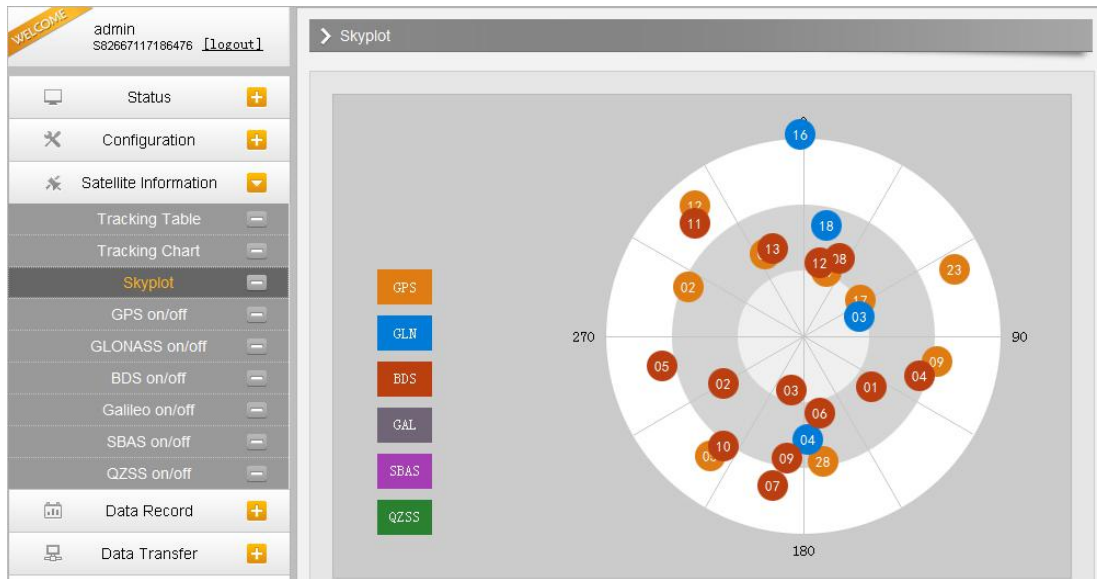 WELCOME
admin
S82667117186476 [logout]
Status
Configuration
Satellite Information
Tracking Table
Tracking Chart
Skyplot
GPS on/off
GLONASS on/off
BDS on/off
Galileo on/off
SBAS on/off
QZSS on/off
Data Record
Data Transfer
Skyplot
GPS
GLN
BDS
GAL
SBAS
QZSS
16
12
11
18
13
12
08
23
02
17
03
270
90
05
09
04
02
03
01
06
10
04
09
28
07
180